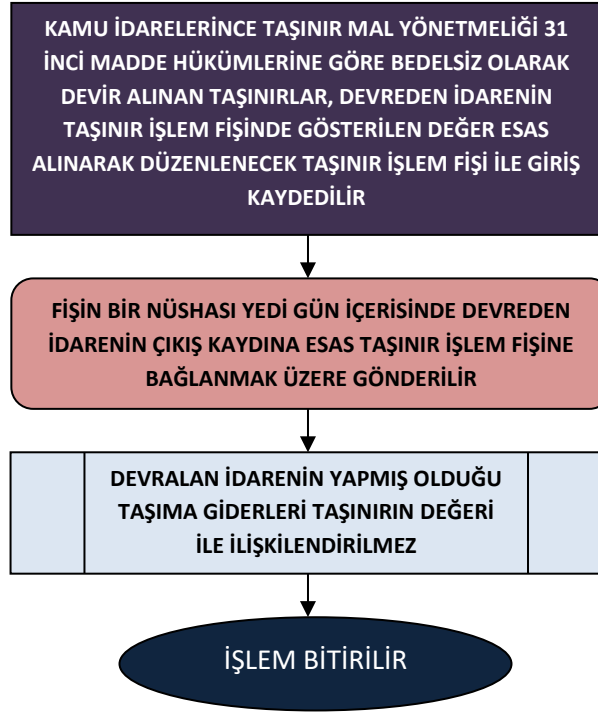 KAMU İDARELERİNCE TAŞINIR MAL YÖNETMELİĞİ 31
İNCİ MADDE HÜKÜMLERİNE GÖRE BEDELSİZ OLARAK
DEVİR ALINAN TAŞINIRLAR, DEVREDEN İDARENİN
TAŞINIR İŞLEM FİŞİNDE GÖSTERİLEN DEĞER ESAS
ALINARAK DÜZENLENECEK TAŞINIR İŞLEM FİŞİ İLE GİRİŞ
KAYDEDİLİR
FİŞİN BİR NÜSHASI YEDİ GÜN İÇERİSİNDE DEVREDEN
İDARENİN ÇIKIŞ KAYDINA ESAS TAŞINIR İŞLEM FİŞİNE
BAĞLANMAK ÜZERE GÖNDERİLİR
DEVRALAN İDARENİN YAPMIŞ OLDUĞU
TAŞIMA GİDERLERİ TAŞINIRIN DEĞERİ
İLE İLİŞKİLENDİRİLMEZ
İŞLEM BİTİRİLİR